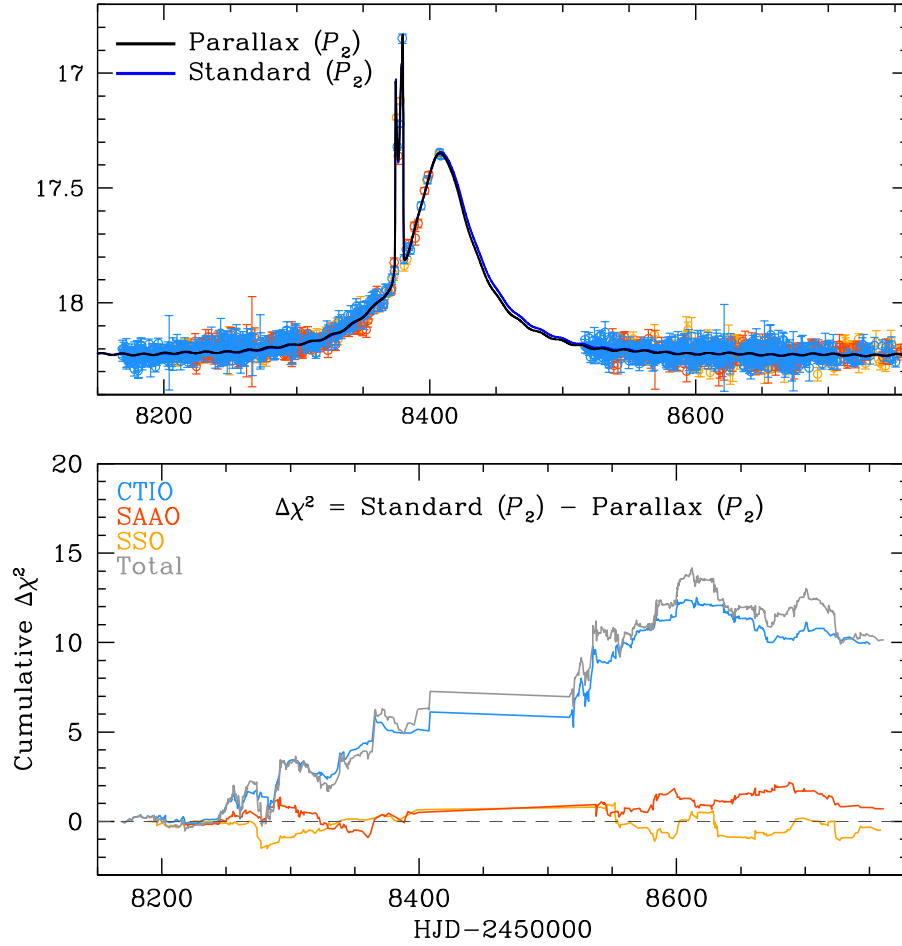 Parallax (P₂)
Standard (P₂)
17
17.5
18
8200
8400
8600
20
15
10
5
0
CTIO
SAAO
SSO
Total
Δχ² = Standard (P₂) − Parallax (P₂)
Cumulative Δχ²
8200
8400
8600
HJD−2450000